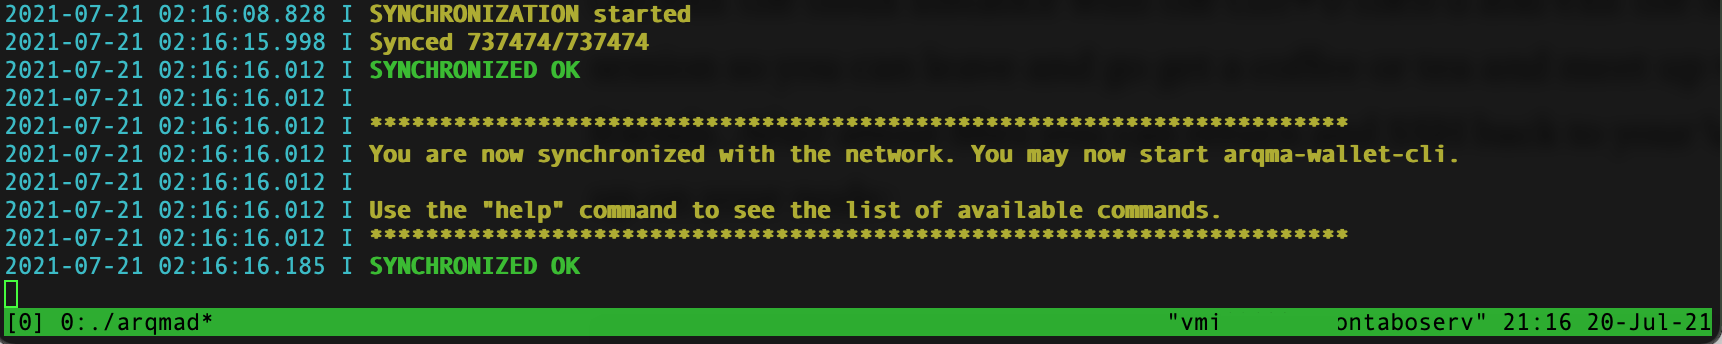 2021-07-21 02:16:08.828 I SYNCHRONIZATION started
2021-07-21 02:16:15.998 I Synced 737474/737474
2021-07-21 02:16:16.012 I SYNCHRONIZED OK
2021-07-21 02:16:16.012 I
2021-07-21 02:16:16.012 I **********************************************************************
2021-07-21 02:16:16.012 I You are now synchronized with the network. You may now start arqma-wallet-cli.
2021-07-21 02:16:16.012 I
2021-07-21 02:16:16.012 I Use the "help" command to see the list of available commands.
2021-07-21 02:16:16.012 I **********************************************************************
2021-07-21 02:16:16.185 I SYNCHRONIZED OK
[0] 0:./arqmad* "vmi ontaboserv" 21:16 20-Jul-21